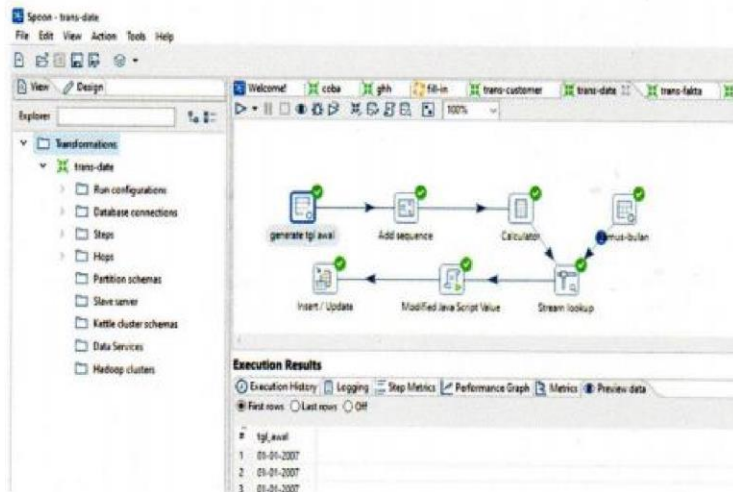 Spoon - trans-date
File Edit View Action Tools Help
View Design
Welcome! coba ghh fill-in trans-customer trans-date trans-fakta
Explorer
100%
Transformations
trans-date
Run configurations
Database connections
Steps
Hops
Partition schemas
Slave server
Kettle cluster schemas
Data Services
Hadoop clusters
generate tgl awal Add sequence Calculator mus-bulan
Insert / Update Modified Java Script Value Stream lookup
Execution Results
Execution History Logging Step Metrics Performance Graph Metrics Preview data
First rows Last rows Off
# tgl_awal
1 01-01-2007
2 01-01-2007
3 01-01-2007